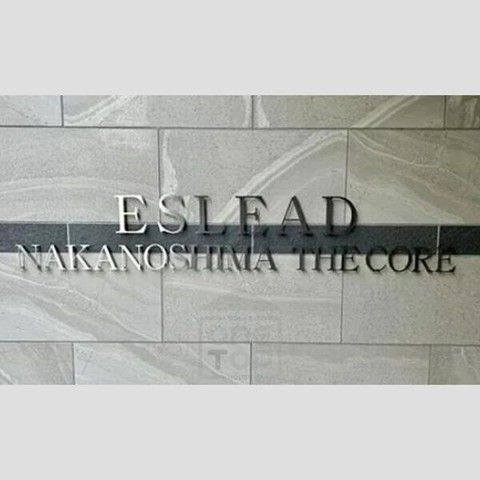 ESLEAD
NAKANOSHIMA THE CORE